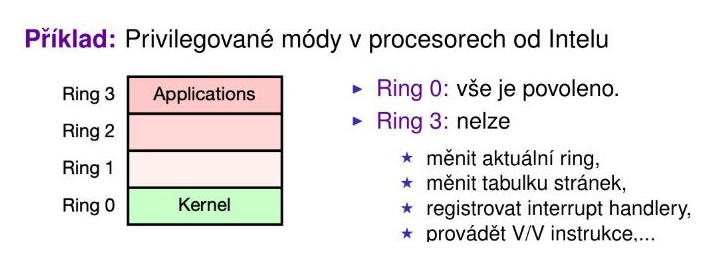 Příklad: Privilegované módy v procesorech od Intelu
Ring 3 Applications
Ring 2
Ring 1
Ring 0 Kernel
► Ring 0: vše je povoleno.
► Ring 3: nelze
★ měnit aktuální ring,
★ měnit tabulku stránek,
★ registrovat interrupt handlery,
★ provádět V/V instrukce,...